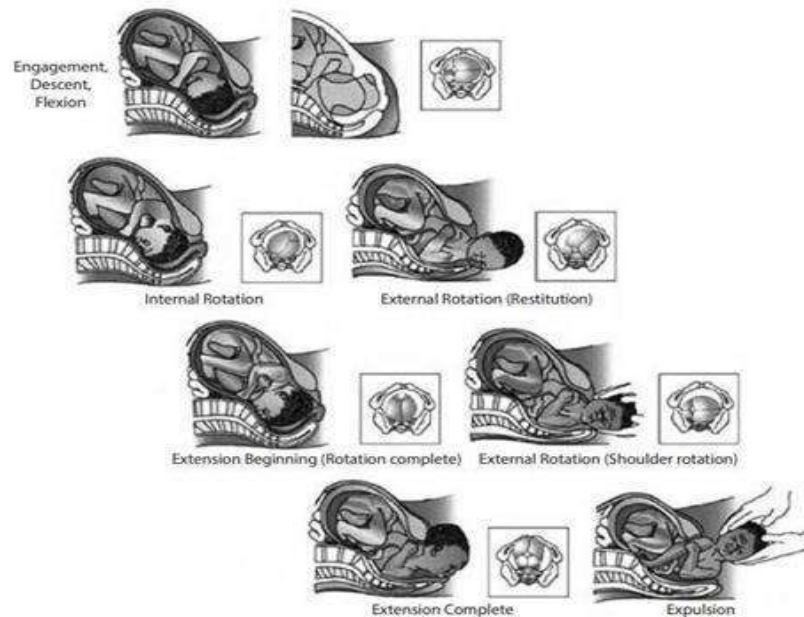 Engagement,
Descent,
Flexion
Internal Rotation
External Rotation (Restitution)
Extension Beginning (Rotation complete)
External Rotation (Shoulder rotation)
Extension Complete
Expulsion